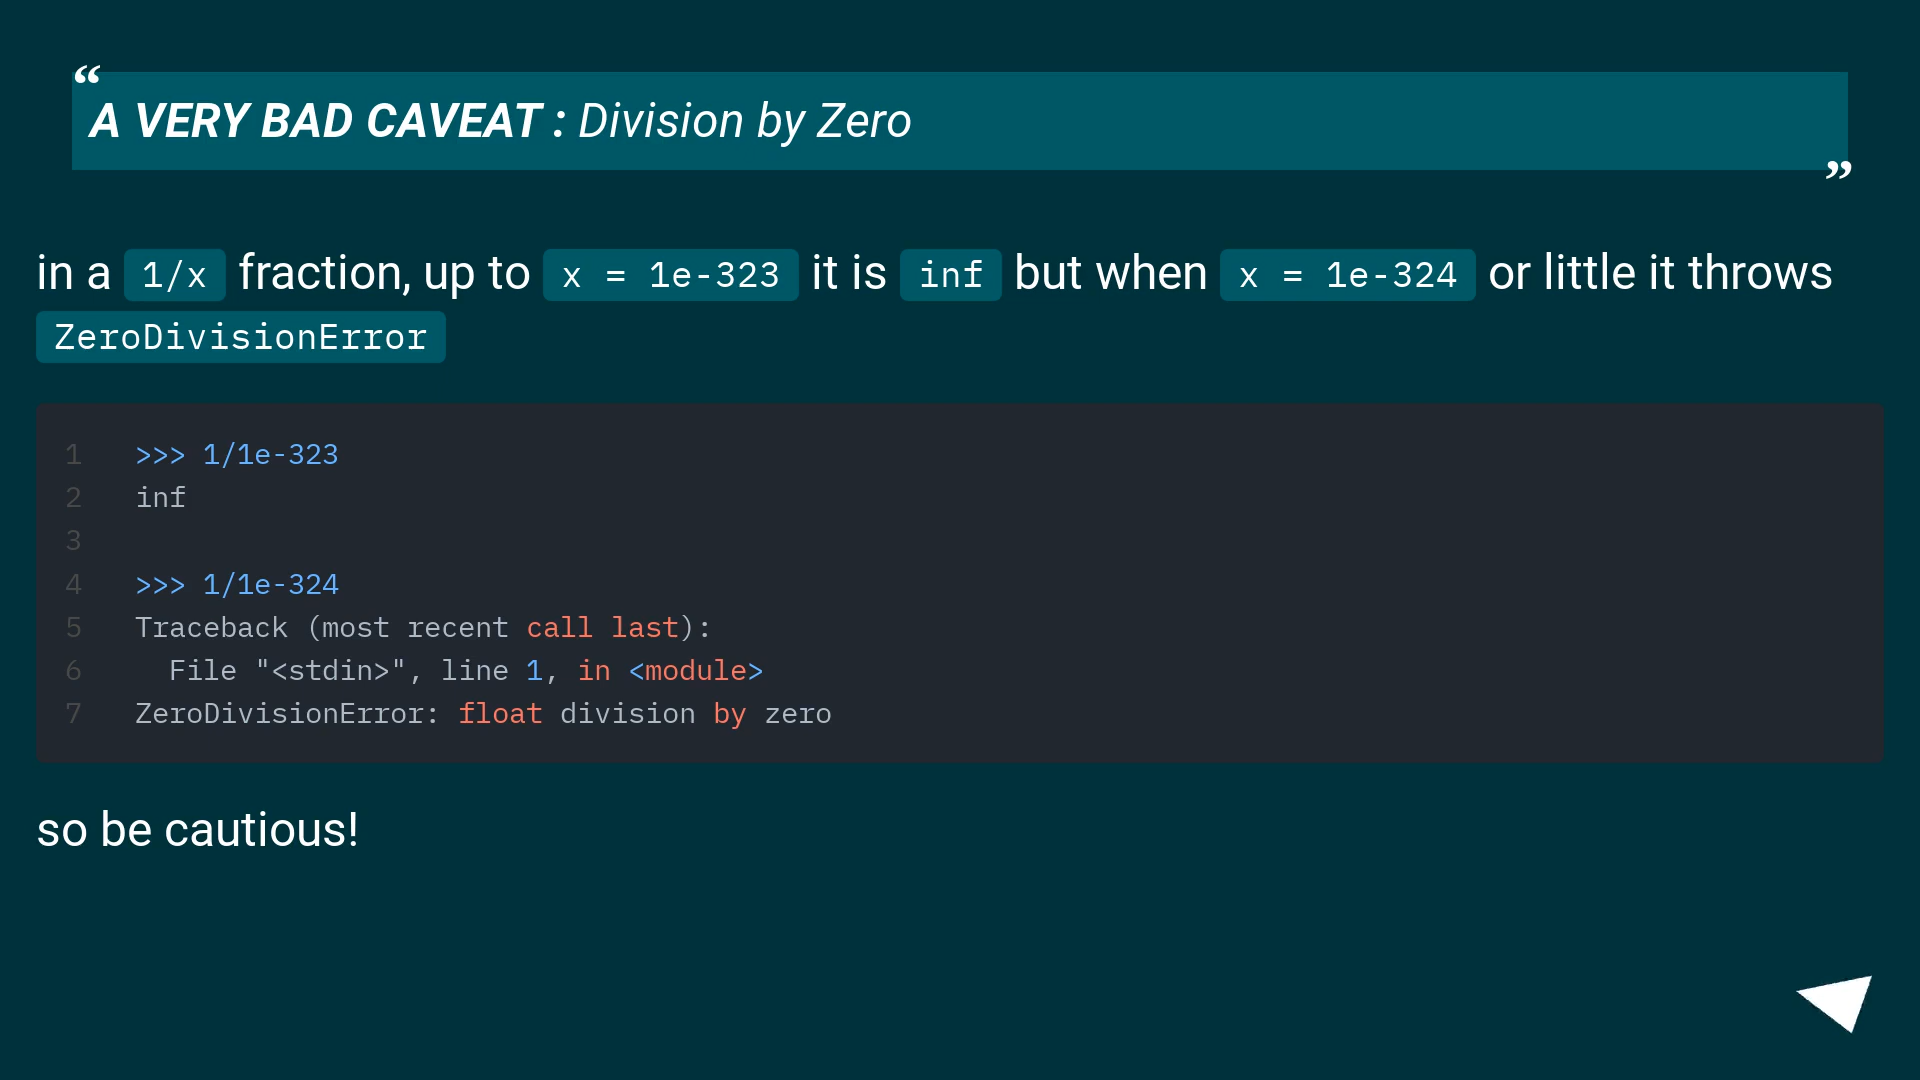 “
A VERY BAD CAVEAT : Division by Zero
”
in a 1/x fraction, up to x = 1e-323 it is inf but when x = 1e-324 or little it throws
ZeroDivisionError
1 >>> 1/1e-323
2 inf
3
4 >>> 1/1e-324
5 Traceback (most recent call last):
6   File "<stdin>", line 1, in <module>
7 ZeroDivisionError: float division by zero
so be cautious!